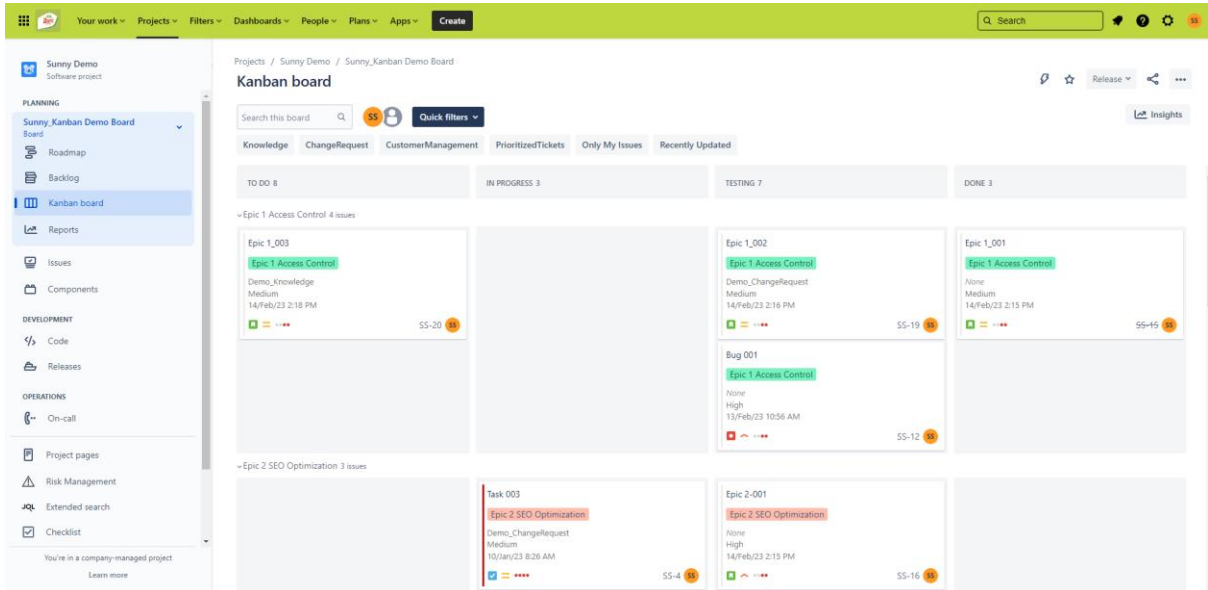 Your work Projects Filters Dashboards People Plans Apps Create Search SS
Sunny Demo
Software project
PLANNING
Sunny_Kanban Demo Board
Board
Roadmap
Backlog
Kanban board
Reports
Issues
Components
DEVELOPMENT
Code
Releases
OPERATIONS
On-call
Project pages
Risk Management
JQL Extended search
Checklist
You're in a company-managed project
Learn more
Projects / Sunny Demo / Sunny_Kanban Demo Board
Kanban board
Release
Search this board SS Quick filters
Insights
Knowledge ChangeRequest CustomerManagement PrioritizedTickets Only My Issues Recently Updated
TO DO 8 IN PROGRESS 3 TESTING 7 DONE 3
Epic 1 Access Control 4 issues
Epic 1_003
Epic 1 Access Control
Demo_Knowledge
Medium
14/Feb/23 2:18 PM
SS-20 SS
Epic 1_002
Epic 1 Access Control
Demo_ChangeRequest
Medium
14/Feb/23 2:16 PM
SS-19 SS
Bug 001
Epic 1 Access Control
None
High
13/Feb/23 10:56 AM
SS-12 SS
Epic 1_001
Epic 1 Access Control
None
Medium
14/Feb/23 2:15 PM
SS-15 SS
Epic 2 SEO Optimization 3 issues
Task 003
Epic 2 SEO Optimization
Demo_ChangeRequest
Medium
10/Jan/23 8:26 AM
SS-4 SS
Epic 2-001
Epic 2 SEO Optimization
None
High
14/Feb/23 2:15 PM
SS-16 SS